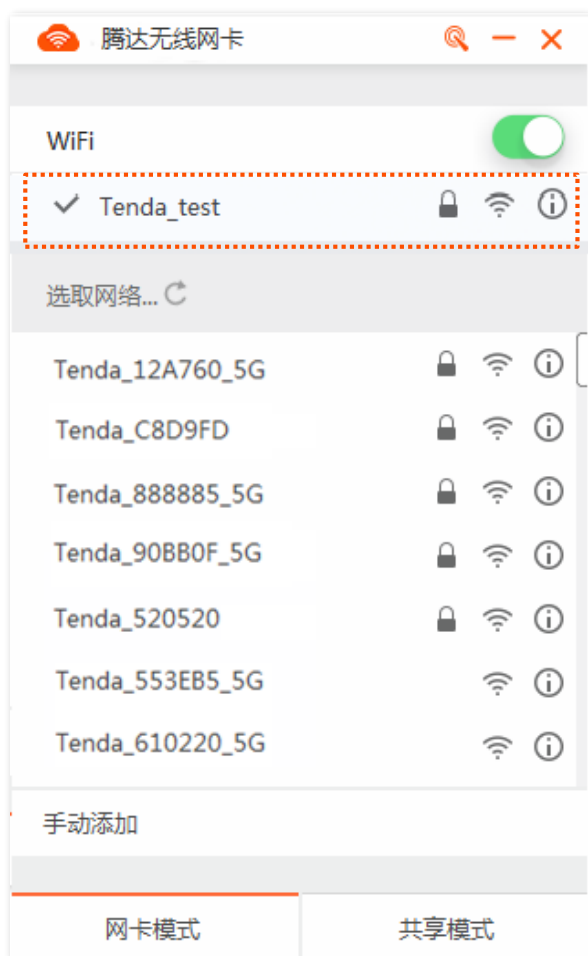 腾达无线网卡
WiFi
Tenda_test
选取网络...
Tenda_12A760_5G
Tenda_C8D9FD
Tenda_888885_5G
Tenda_90BB0F_5G
Tenda_520520
Tenda_553EB5_5G
Tenda_610220_5G
手动添加
网卡模式 共享模式